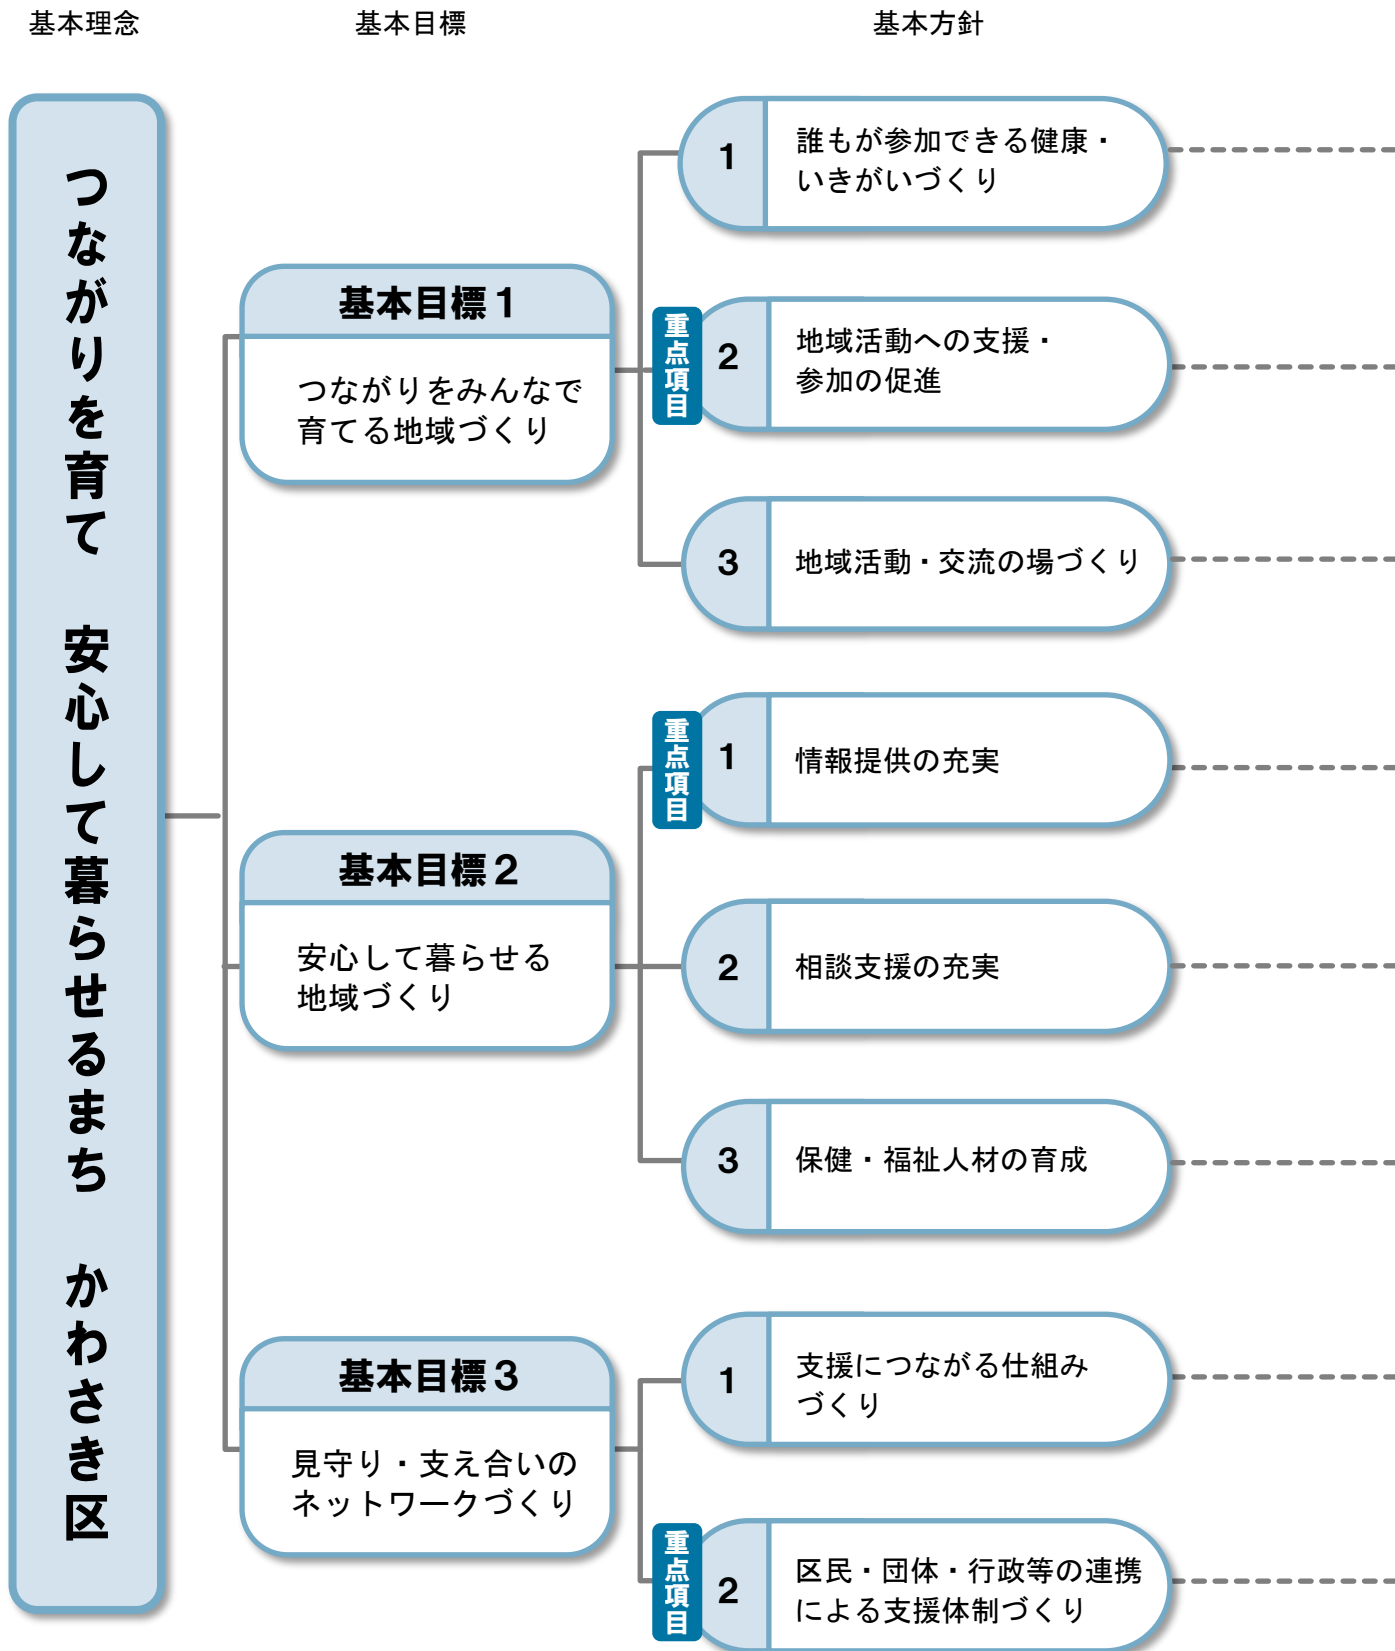 基本理念
基本目標
基本方針
つながりを育て　安心して暮らせるまち　かわさき区
基本目標１
つながりをみんなで
育てる地域づくり
1
誰もが参加できる健康・
いきがいづくり
重点項目
2
地域活動への支援・
参加の促進
3
地域活動・交流の場づくり
基本目標２
安心して暮らせる
地域づくり
重点項目
1
情報提供の充実
2
相談支援の充実
3
保健・福祉人材の育成
基本目標３
見守り・支え合いの
ネットワークづくり
1
支援につながる仕組み
づくり
重点項目
2
区民・団体・行政等の連携
による支援体制づくり